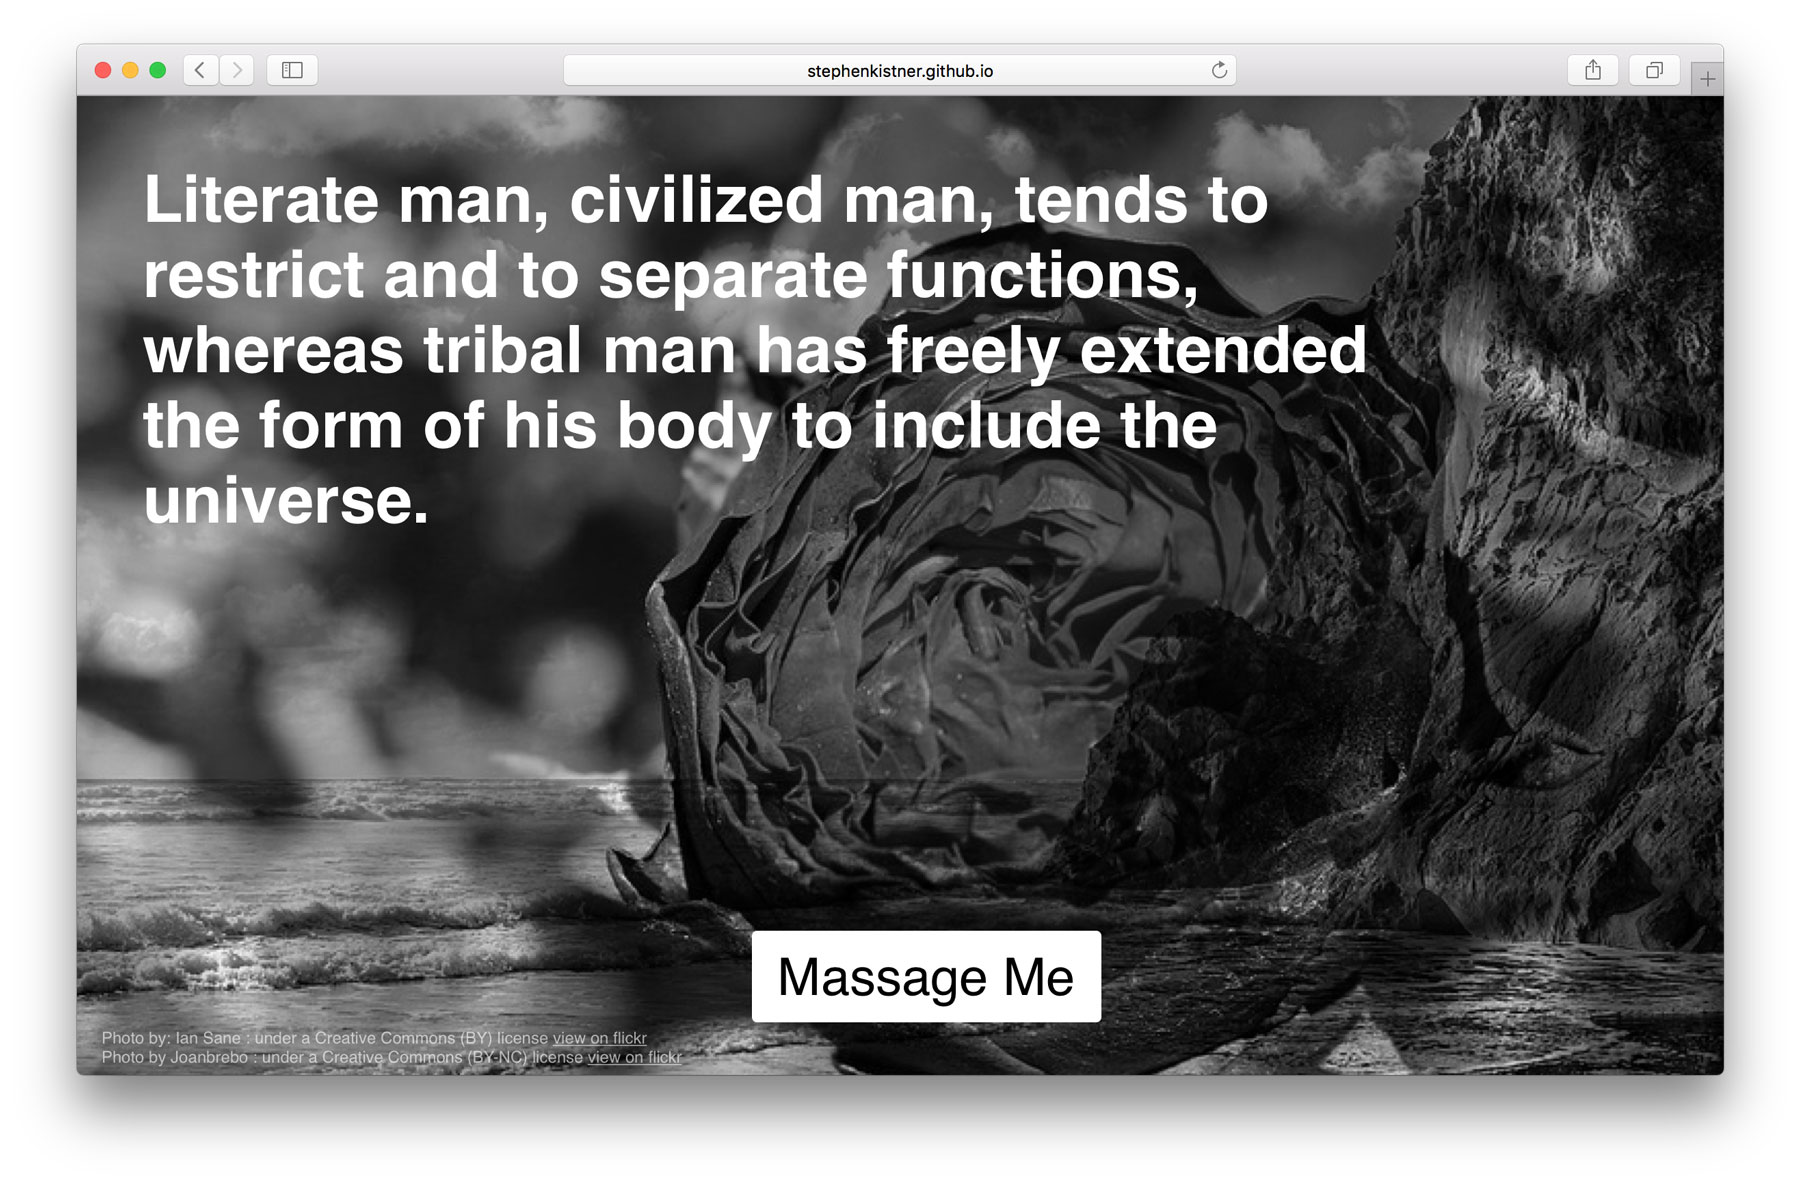 stephenkistner.github.io
Literate man, civilized man, tends to
restrict and to separate functions,
whereas tribal man has freely extended
the form of his body to include the
universe.
Massage Me
Photo by: Ian Sane : under a Creative Commons (BY) license view on flickr
Photo by Joanbrebo : under a Creative Commons (BY-NC) license view on flickr